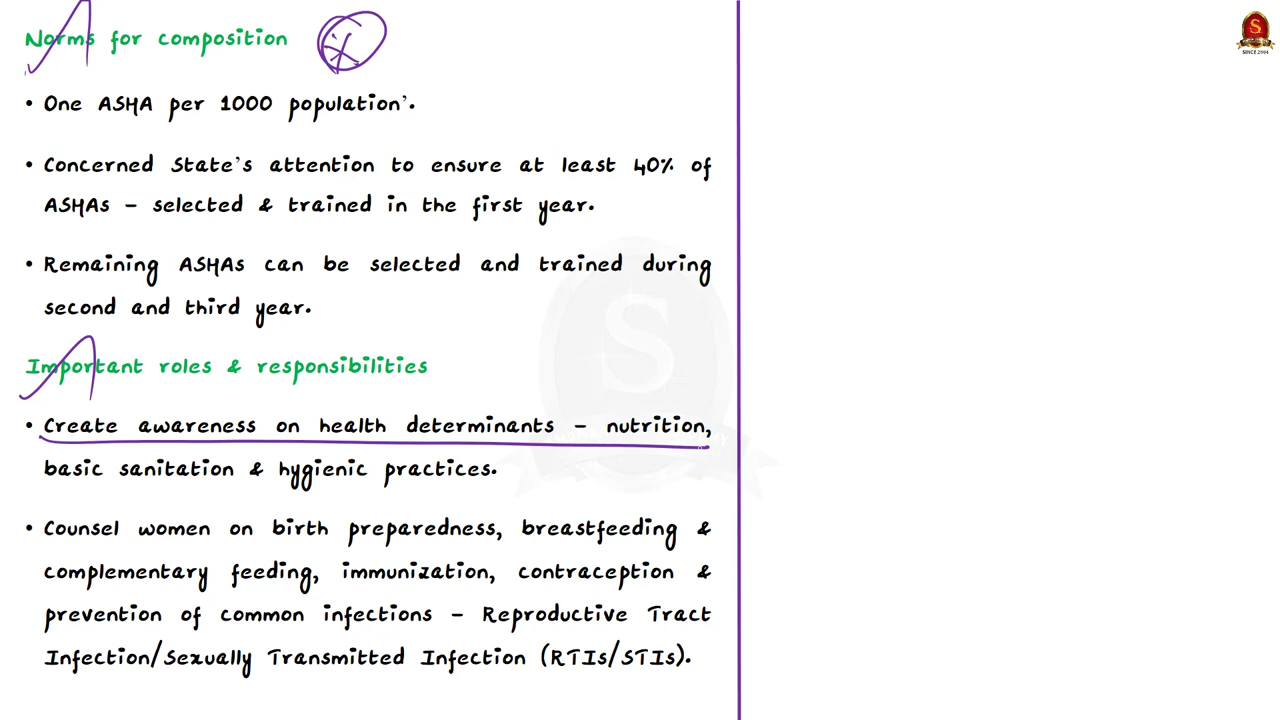 Norms for composition
• One ASHA per 1000 population'.
• Concerned State's attention to ensure at least 40% of
ASHAs – selected & trained in the first year.
• Remaining ASHAs can be selected and trained during
second and third year.
Important roles & responsibilities
• Create awareness on health determinants – nutrition,
basic sanitation & hygienic practices.
• Counsel women on birth preparedness, breastfeeding &
complementary feeding, immunization, contraception &
prevention of common infections – Reproductive Tract
Infection/Sexually Transmitted Infection (RTIs/STIs).
S
SINCE 2004
S